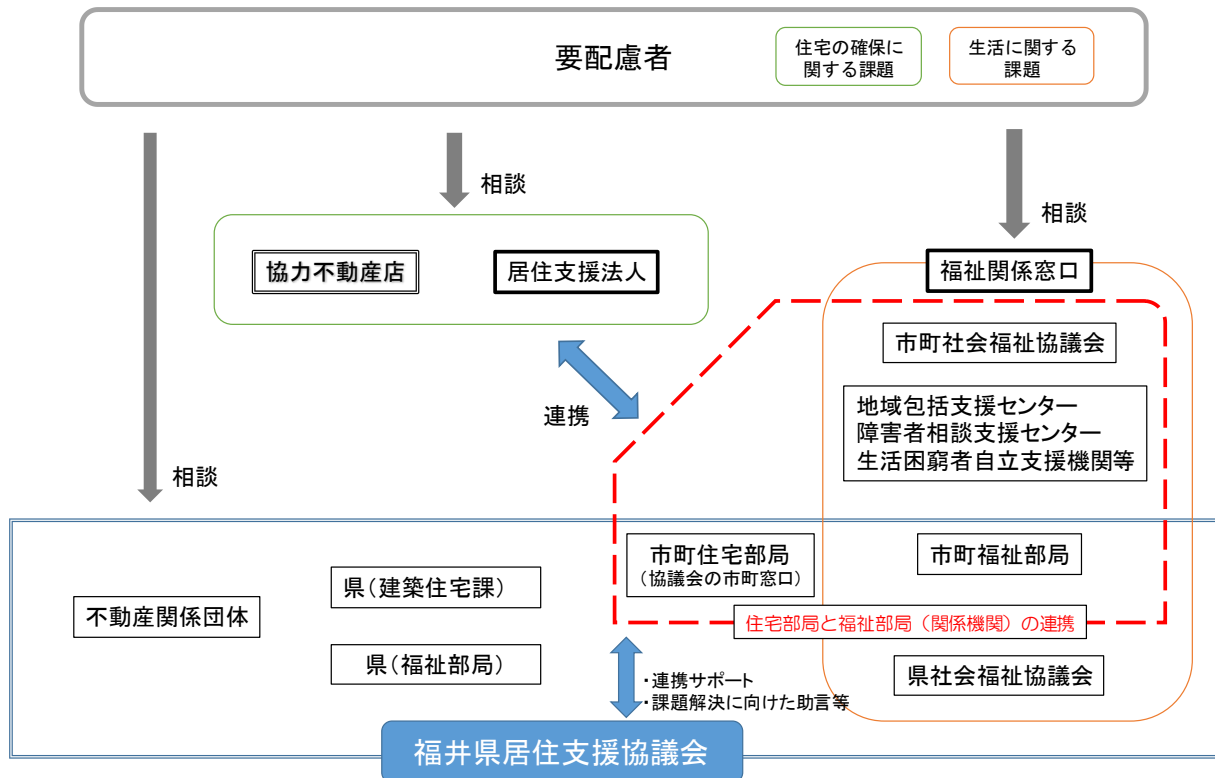 要配慮者
住宅の確保に
関する課題
生活に関する
課題
相談
相談
協力不動産店
居住支援法人
福祉関係窓口
市町社会福祉協議会
連携
地域包括支援センター
障害者相談支援センター
生活困窮者自立支援機関等
相談
市町住宅部局
（協議会の市町窓口）
市町福祉部局
県（建築住宅課）
不動産関係団体
住宅部局と福祉部局（関係機関）の連携
県（福祉部局）
・連携サポート
・課題解決に向けた助言等
県社会福祉協議会
福井県居住支援協議会